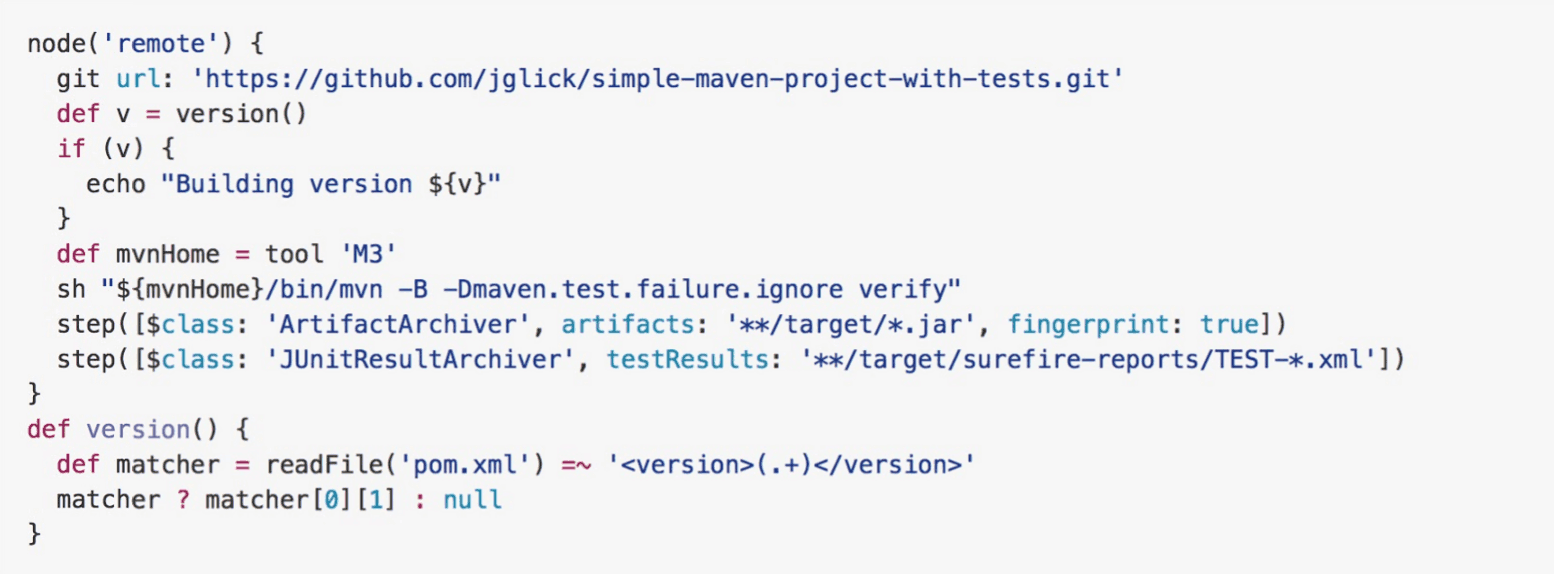 node('remote') {
  git url: 'https://github.com/jglick/simple-maven-project-with-tests.git'
  def v = version()
  if (v) {
    echo "Building version ${v}"
  }
  def mvnHome = tool 'M3'
  sh "${mvnHome}/bin/mvn -B -Dmaven.test.failure.ignore verify"
  step([$class: 'ArtifactArchiver', artifacts: '**/target/*.jar', fingerprint: true])
  step([$class: 'JUnitResultArchiver', testResults: '**/target/surefire-reports/TEST-*.xml'])
}
def version() {
  def matcher = readFile('pom.xml') =~ '<version>(.+)</version>'
  matcher ? matcher[0][1] : null
}